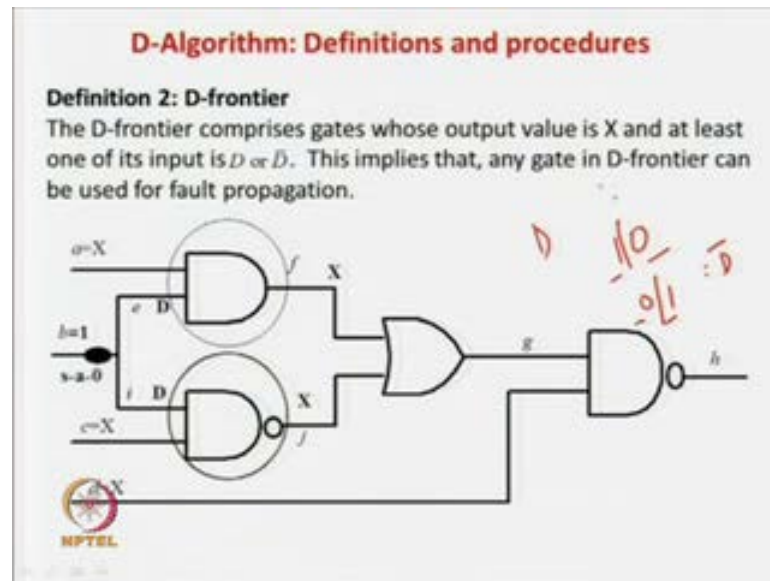 D-Algorithm: Definitions and procedures
Definition 2: D-frontier
The D-frontier comprises gates whose output value is X and at least
one of its input is D or D̄. This implies that, any gate in D-frontier can
be used for fault propagation.
a=X
f
X
D
1/0
: D̄
0/1
e D
b=1
s-a-0
g
h
i D
X
c=X
j
d=X
NPTEL